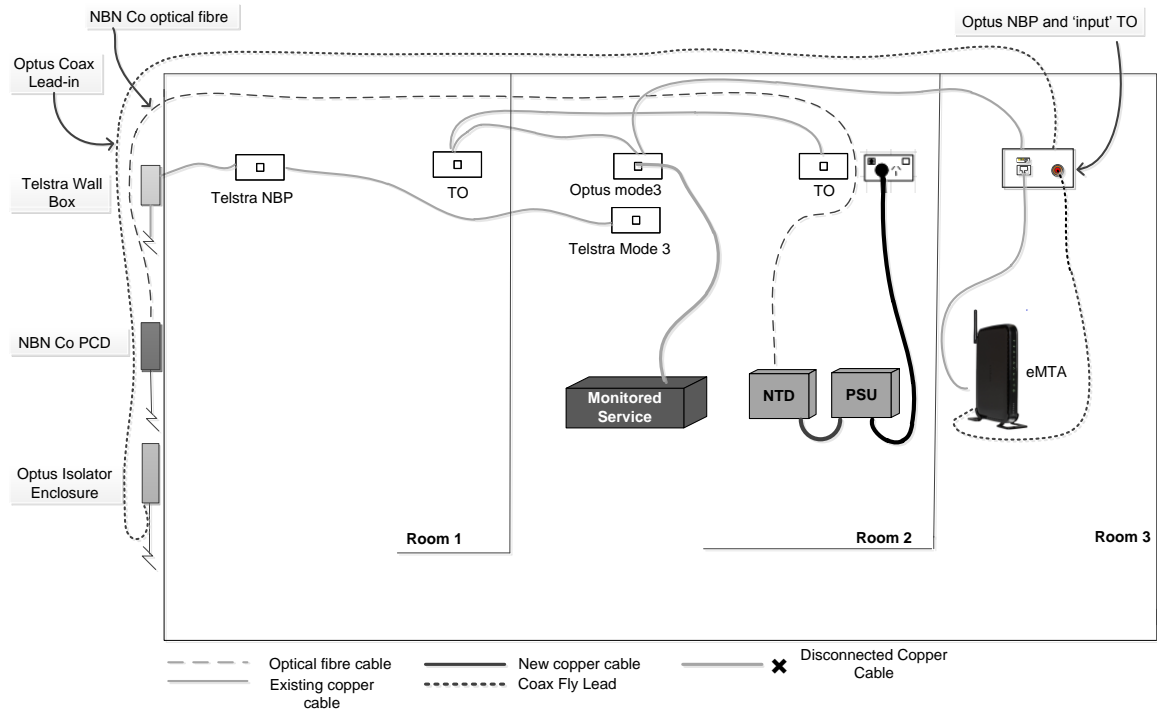 NBN Co optical fibre
Optus NBP and ‘input’ TO
Optus Coax
Lead-in
Telstra Wall
Box
Telstra NBP
TO
Optus mode3
TO
Telstra Mode 3
NBN Co PCD
eMTA
Monitored
Service
NTD
PSU
Optus Isolator
Enclosure
Room 1
Room 2
Room 3
Optical fibre cable
New copper cable
Disconnected Copper
Cable
Existing copper
cable
Coax Fly Lead